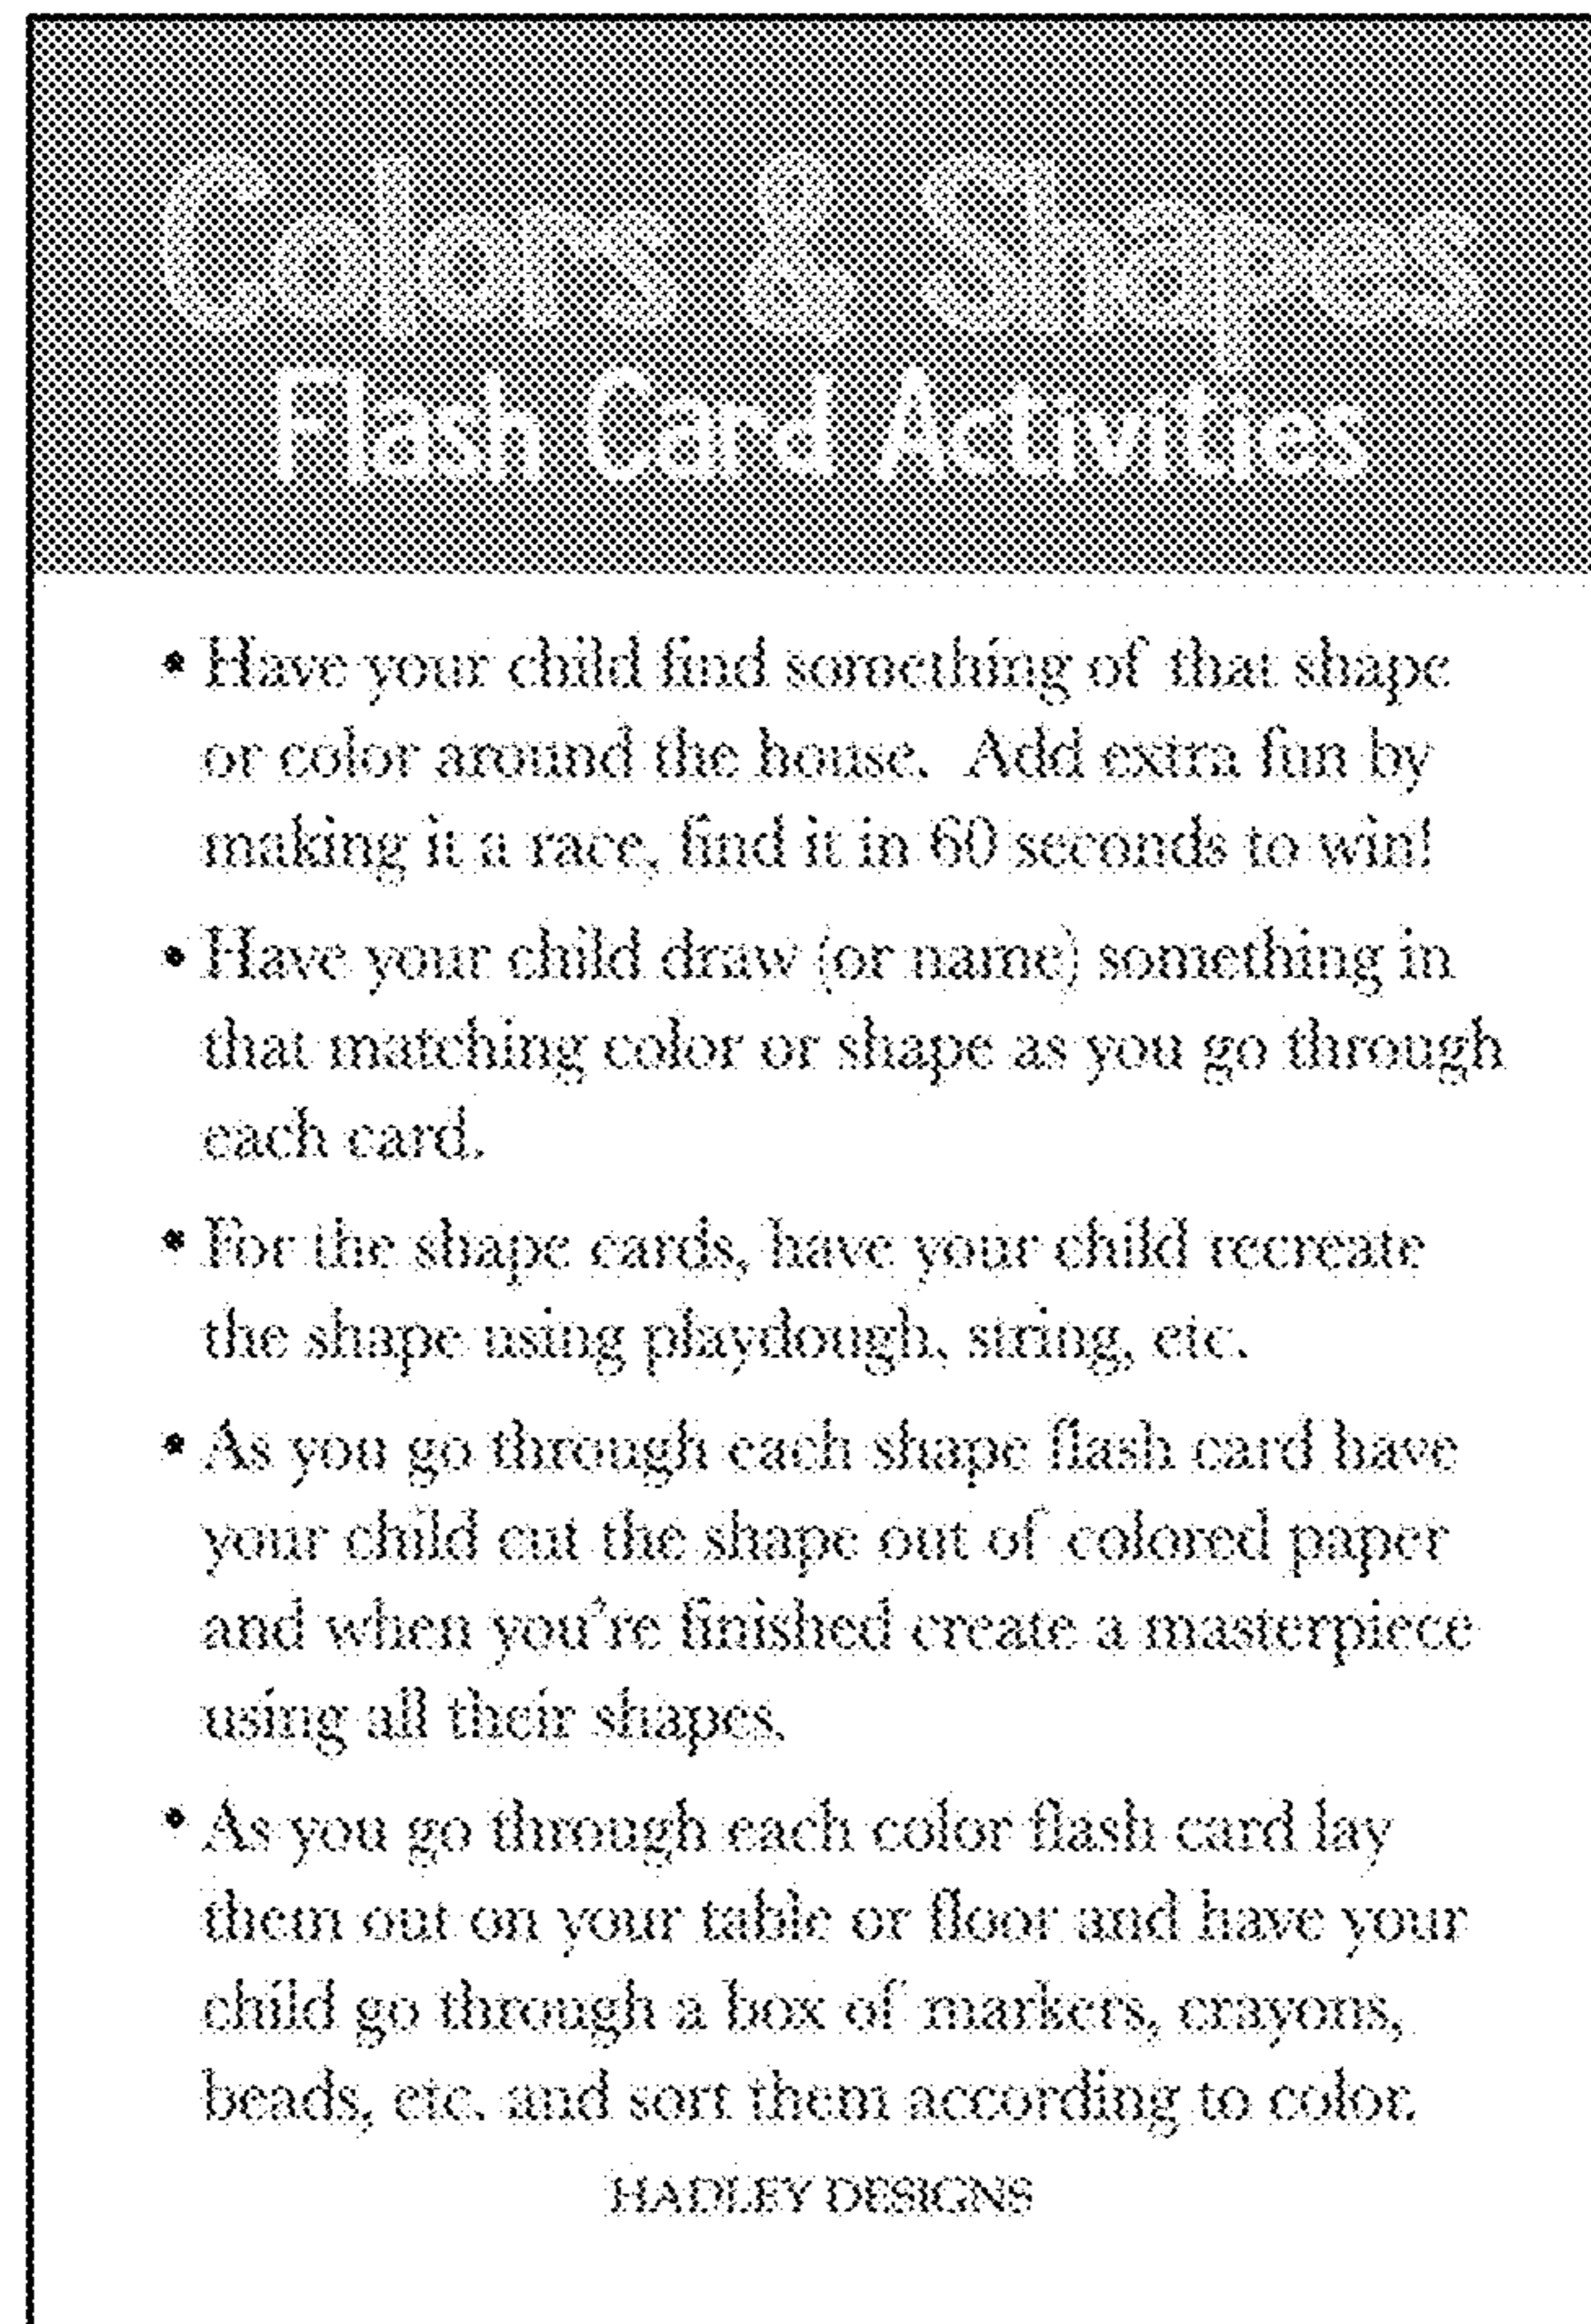 Colors & Shapes
Flash Card Activities
• Have your child find something of that shape
or color around the house. Add extra fun by
making it a race, find it in 60 seconds to win!
• Have your child draw (or name) something in
that matching color or shape as you go through
each card.
• For the shape cards, have your child recreate
the shape using playdough, string, etc.
• As you go through each shape flash card have
your child cut the shape out of colored paper
and when you're finished create a masterpiece
using all their shapes.
• As you go through each color flash card lay
them out on your table or floor and have your
child go through a box of markers, crayons,
beads, etc. and sort them according to color.
HADLEY DESIGNS